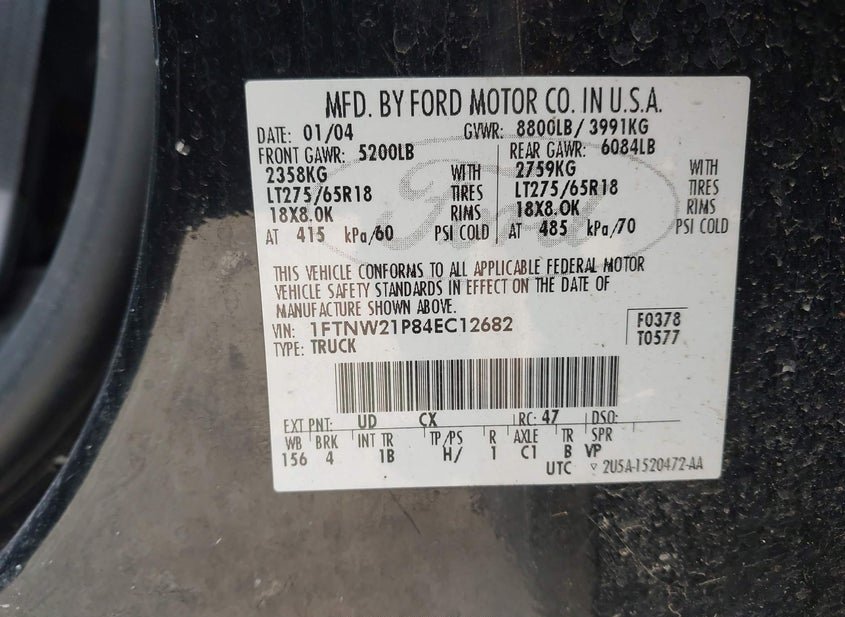 MFD. BY FORD MOTOR CO. IN U.S.A.
DATE: 01/04 GVWR: 8800LB/ 3991KG
FRONT GAWR: 5200LB REAR GAWR: 6084LB
2358KG WITH 2759KG WITH
LT275/65R18 TIRES LT275/65R18 TIRES
18X8.0K RIMS 18X8.0K RIMS
AT 415 kPa/60 PSI COLD AT 485 kPa/70 PSI COLD
Ford
THIS VEHICLE CONFORMS TO ALL APPLICABLE FEDERAL MOTOR
VEHICLE SAFETY STANDARDS IN EFFECT ON THE DATE OF
MANUFACTURE SHOWN ABOVE.
VIN: 1FTNW21P84EC12682 F0378
TYPE: TRUCK T0577
EXT PNT: UD CX RC: 47 DSO:
WB BRK INT TR TP/PS R AXLE TR SPR
156 4 1B H/ 1 C1 B VP
UTC ▽ 2U5A-1520472-AA